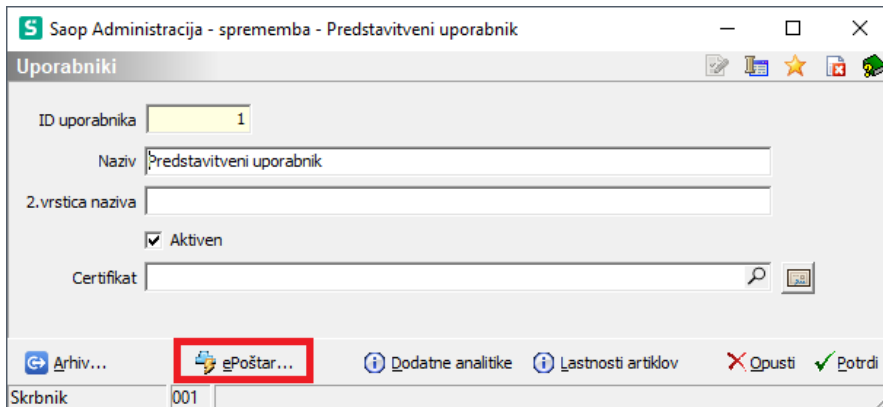 Saop Administracija - sprememba - Predstavitveni uporabnik
Uporabniki
ID uporabnika 1
Naziv Predstavitveni uporabnik
2.vrstica naziva
Aktiven
Certifikat
Arhiv... ePoštar... Dodatne analitike Lastnosti artiklov Opusti Potrdi
Skrbnik 001